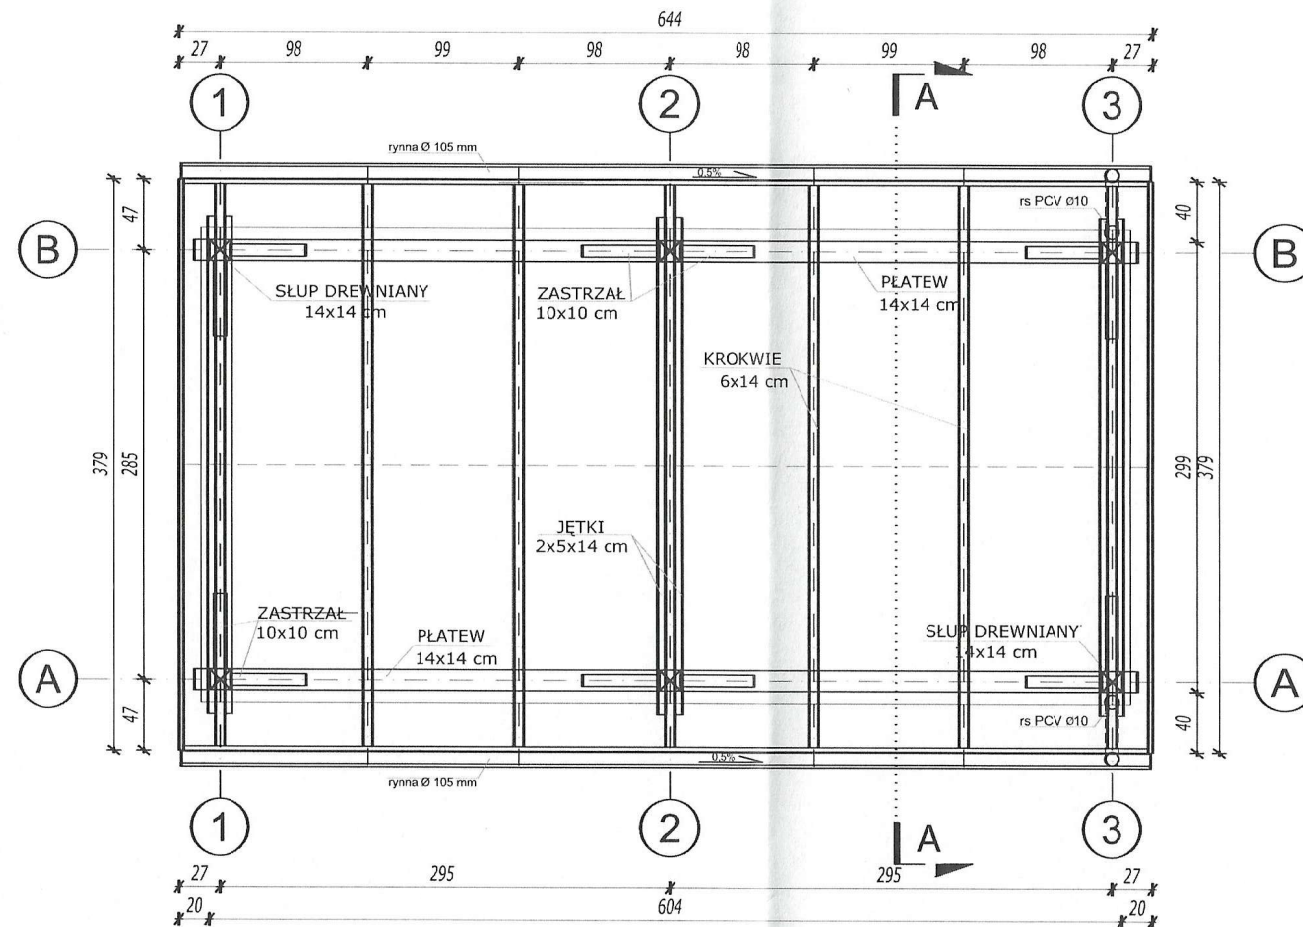 644
27 98 99 98 98 99 98 27
1 2 A 3
rynna Ø 105 mm
0.5%
47
rs PCV Ø10
40
B
B
SŁUP DREWNIANY
14x14 cm
ZASTRZAŁ
10x10 cm
PŁATEW
14x14 cm
KROKWIE
6x14 cm
379
285
299
379
JĘTKI
2x5x14 cm
ZASTRZAŁ
10x10 cm
PŁATEW
14x14 cm
SŁUP DREWNIANY
14x14 cm
A
A
47
rs PCV Ø10
40
0.5%
rynna Ø 105 mm
1 2 A 3
27 295 295 27
20 604 20